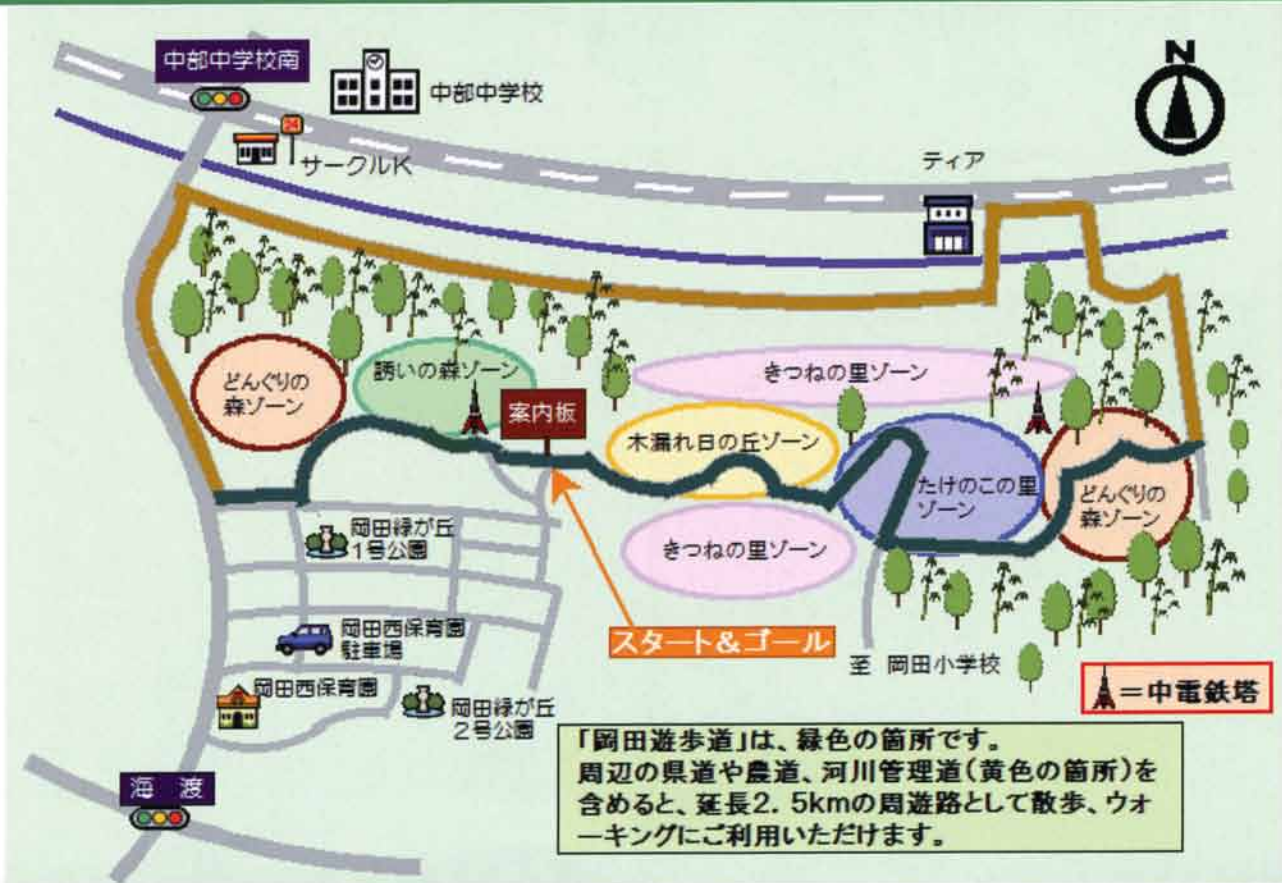 中部中学校南
中部中学校
N
24
サークルK
ティア
どんぐりの
森ゾーン
誘いの森ゾーン
案内板
きつねの里ゾーン
木漏れ日の丘ゾーン
たけのこの里
ゾーン
どんぐりの
森ゾーン
きつねの里ゾーン
岡田緑が丘
1号公園
スタート&ゴール
岡田西保育園
駐車場
至 岡田小学校
岡田西保育園
岡田緑が丘
2号公園
=中電鉄塔
海渡
「岡田遊歩道」は、緑色の箇所です。
周辺の県道や農道、河川管理道(黄色の箇所)を
含めると、延長2.5kmの周遊路として散歩、ウォ
ーキングにご利用いただけます。